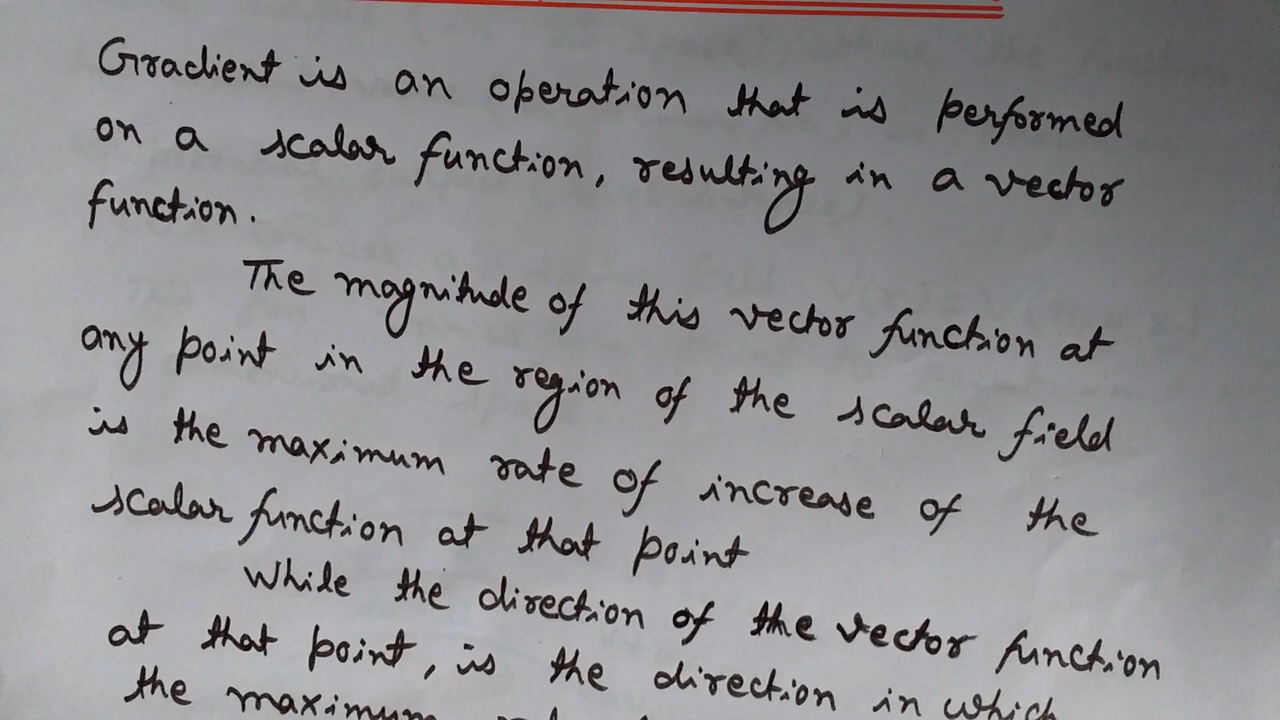 Gradient is an operation that is performed
on a scalar function, resulting in a vector
function.
The magnitude of this vector function at
any point in the region of the scalar field
is the maximum rate of increase of the
scalar function at that point
While the direction of the vector function
at that point, is the direction in which
the maximum